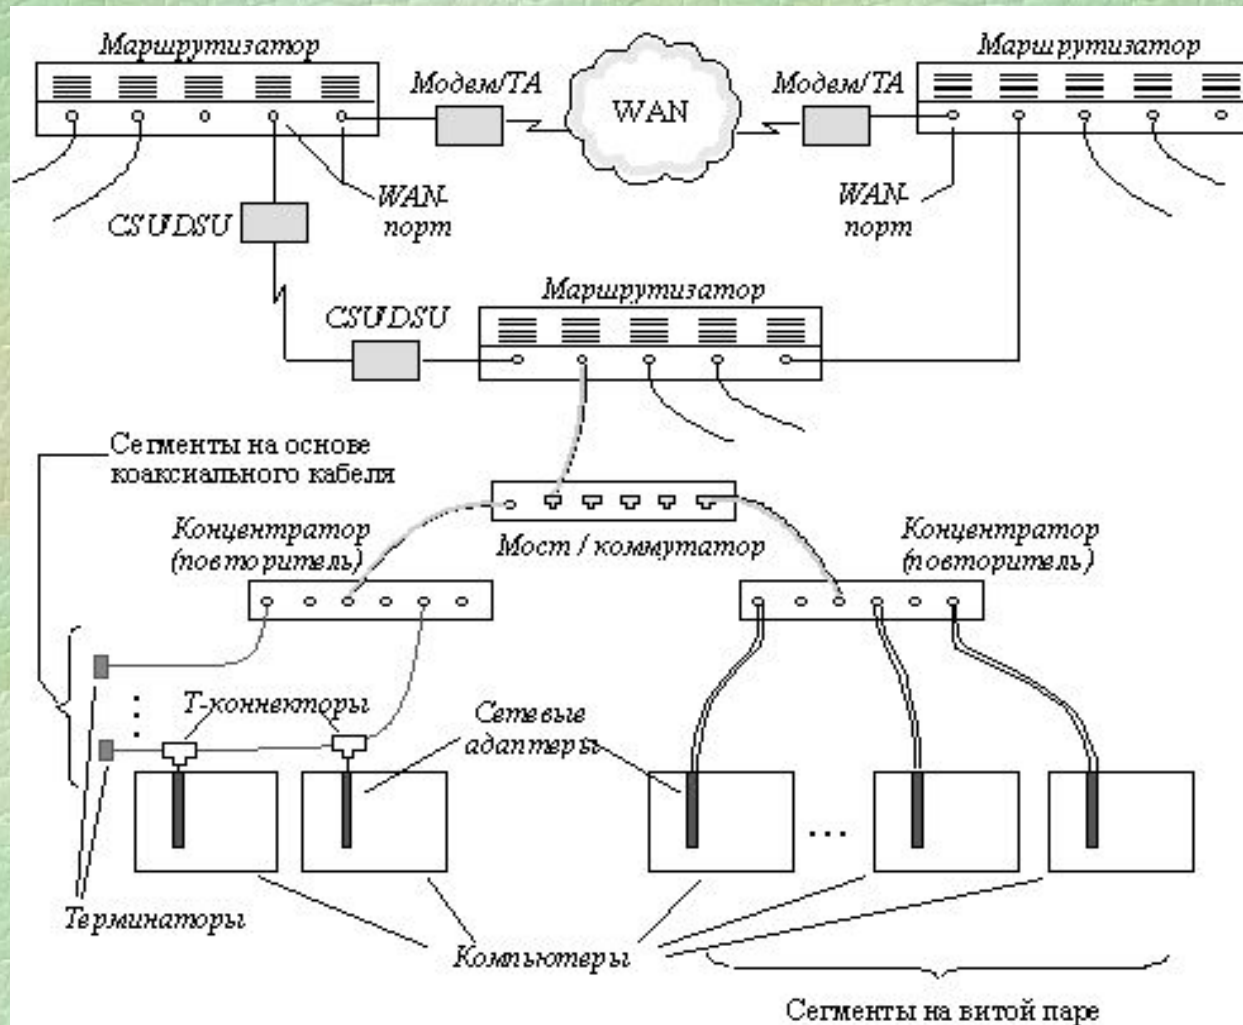 Маршрутизатор
Маршрутизатор
Модем/ТА
WAN
Модем/ТА
WAN-
порт
WAN-
порт
CSU/DSU
Маршрутизатор
CSU/DSU
Сегменты на основе
коаксиального кабеля
Концентратор
(повторитель)
Мост / коммутатор
Концентратор
(повторитель)
Т-коннекторы
Сетевые
адаптеры
...
Терминаторы
Компьютеры
Сегменты на витой паре